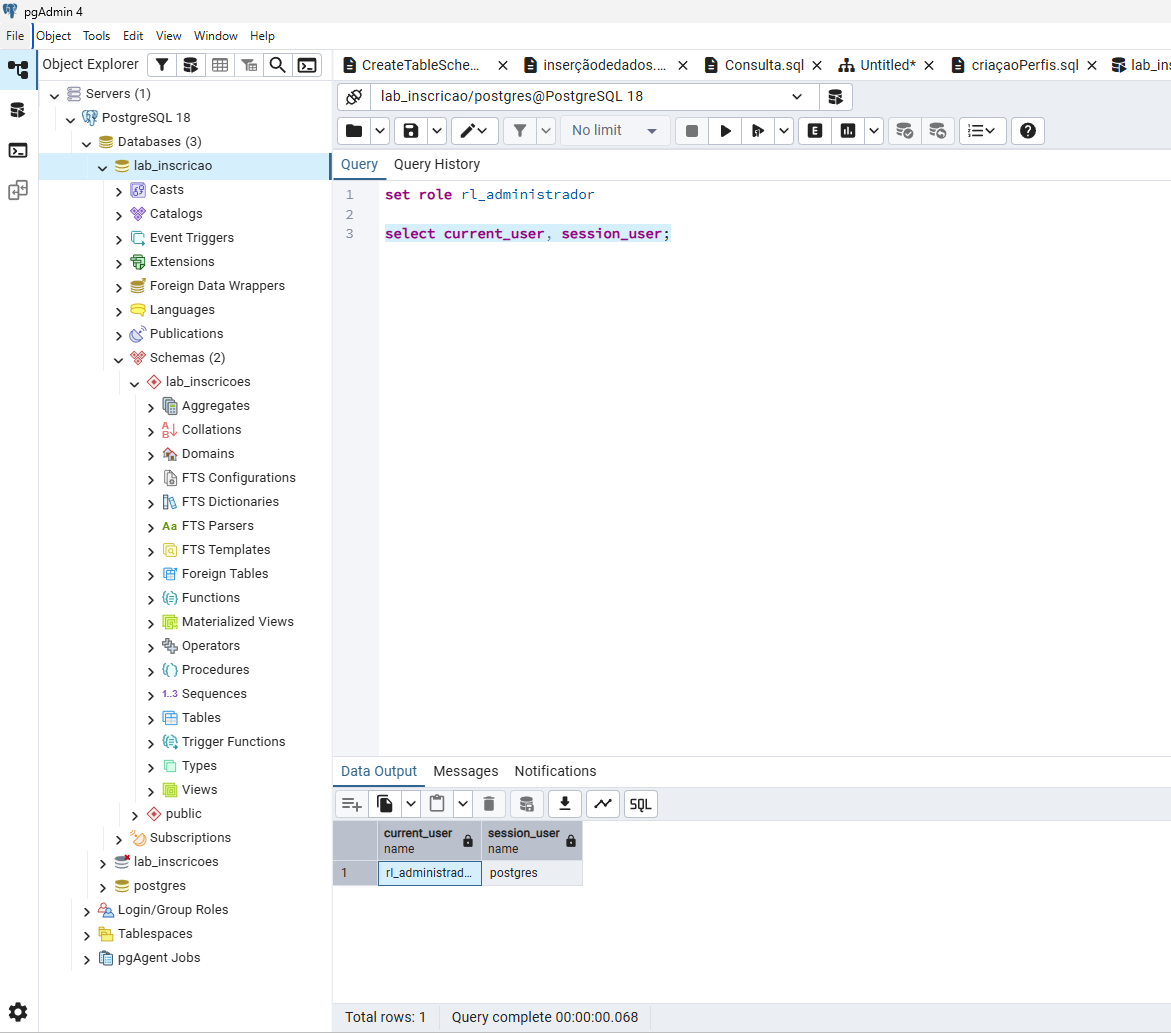 pgAdmin 4
File Object Tools Edit View Window Help
Object Explorer
CreateTableSche...
inserçãodedados....
Consulta.sql
Untitled*
criaçaoPerfis.sql
lab_ins
Servers (1)
lab_inscricao/postgres@PostgreSQL 18
PostgreSQL 18
Databases (3)
No limit
E
lab_inscricao
Query Query History
Casts
1 set role rl_administrador
Catalogs
2
3 select current_user, session_user;
Event Triggers
Extensions
Foreign Data Wrappers
Languages
Publications
Schemas (2)
lab_inscricoes
Aggregates
Collations
Domains
FTS Configurations
FTS Dictionaries
Aa FTS Parsers
FTS Templates
Foreign Tables
Functions
Materialized Views
Operators
Procedures
1..3 Sequences
Tables
Trigger Functions
Types
Views
public
Subscriptions
lab_inscricoes
postgres
Login/Group Roles
Tablespaces
pgAgent Jobs
Data Output Messages Notifications
SQL
current_user session_user
name name
1 rl_administrad... postgres
Total rows: 1 Query complete 00:00:00.068